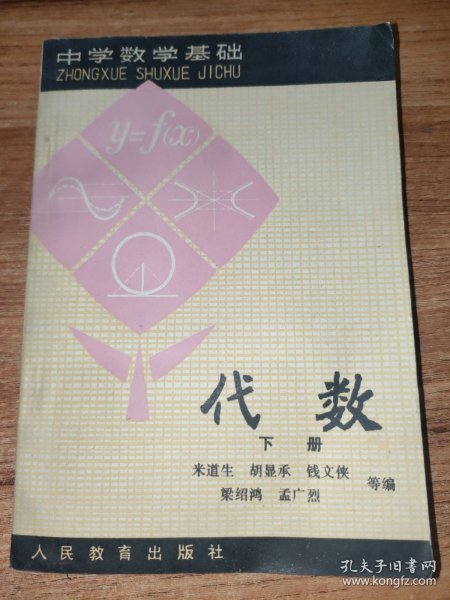 中学数学基础
ZHONGXUE SHUXUE JICHU
y=f(x)
代 数
下 册
米道生 胡显承 钱文侠
梁绍鸿 孟广烈 等编
人民教育出版社
孔夫子旧书网
www.kongfz.com